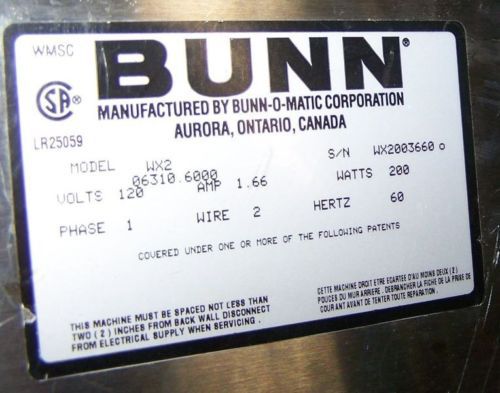 WMSC
BUNN®
MANUFACTURED BY BUNN-O-MATIC CORPORATION
AURORA, ONTARIO, CANADA
CSA
LR25059
MODEL WX2 S/N WX2003660 o
06310.6000
VOLTS 120 AMP 1.66 WATTS 200
PHASE 1 WIRE 2 HERTZ 60
COVERED UNDER ONE OR MORE OF THE FOLLOWING PATENTS
THIS MACHINE MUST BE SPACED NOT LESS THAN
TWO (2) INCHES FROM BACK WALL DISCONNECT
FROM ELECTRICAL SUPPLY WHEN SERVICING.
CETTE MACHINE DROIT ETRE ECARTEE D'AU MOINS DEUX (2)
POUCES DU MUR ARRIERE. DEBRANCHER LA FICHE DE LA PRISE DE
COURANT AVANT DE TENTER TOUTE REPARATION.